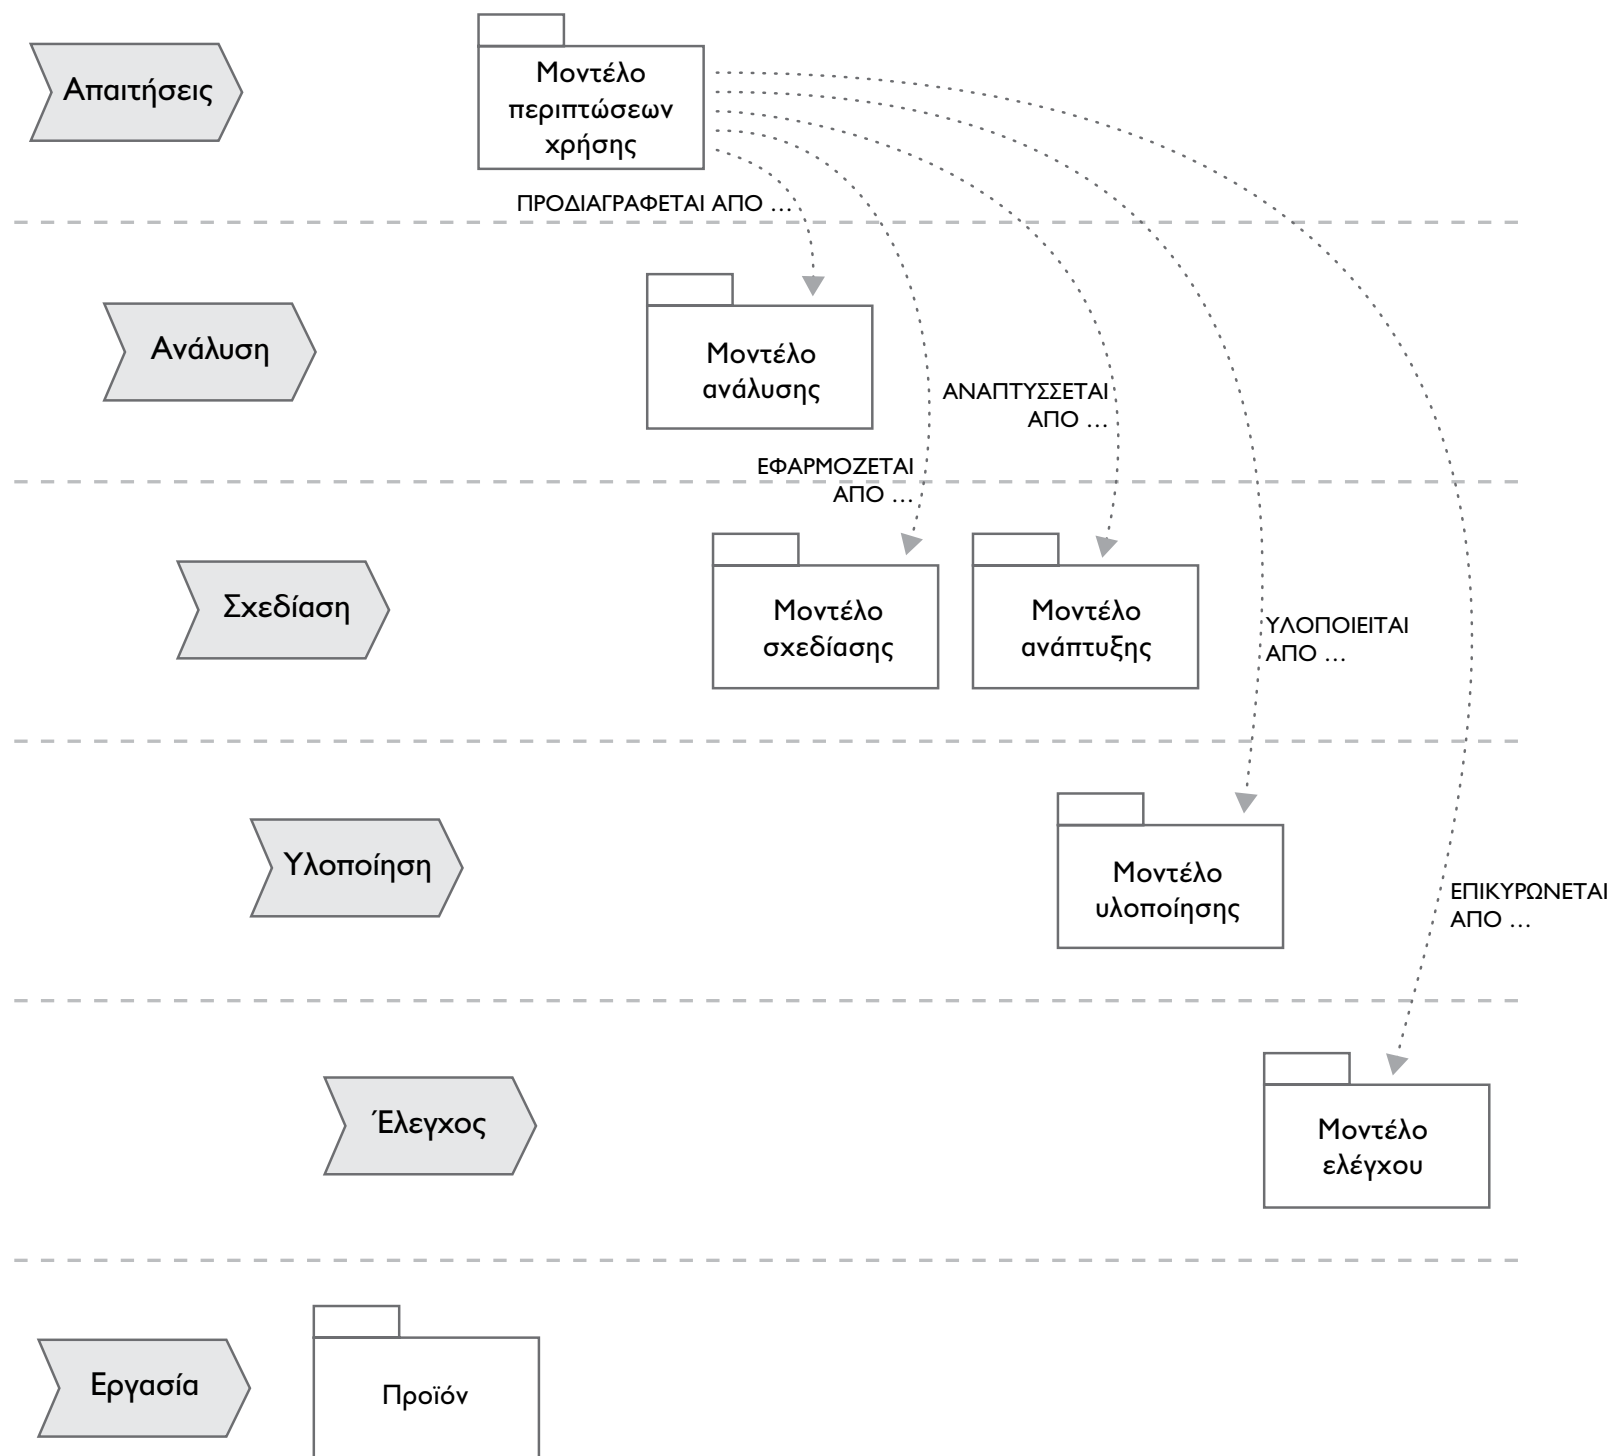 Απαιτήσεις
Μοντέλο
περιπτώσεων
χρήσης
ΠΡΟΔΙΑΓΡΑΦΕΤΑΙ ΑΠΟ ...
Ανάλυση
Μοντέλο
ανάλυσης
ΑΝΑΠΤΥΣΣΕΤΑΙ
ΑΠΟ ...
ΕΦΑΡΜΟΖΕΤΑΙ
ΑΠΟ ...
Σχεδίαση
Μοντέλο
σχεδίασης
Μοντέλο
ανάπτυξης
ΥΛΟΠΟΙΕΙΤΑΙ
ΑΠΟ ...
Υλοποίηση
Μοντέλο
υλοποίησης
ΕΠΙΚΥΡΩΝΕΤΑΙ
ΑΠΟ ...
Έλεγχος
Μοντέλο
ελέγχου
Εργασία
Προϊόν